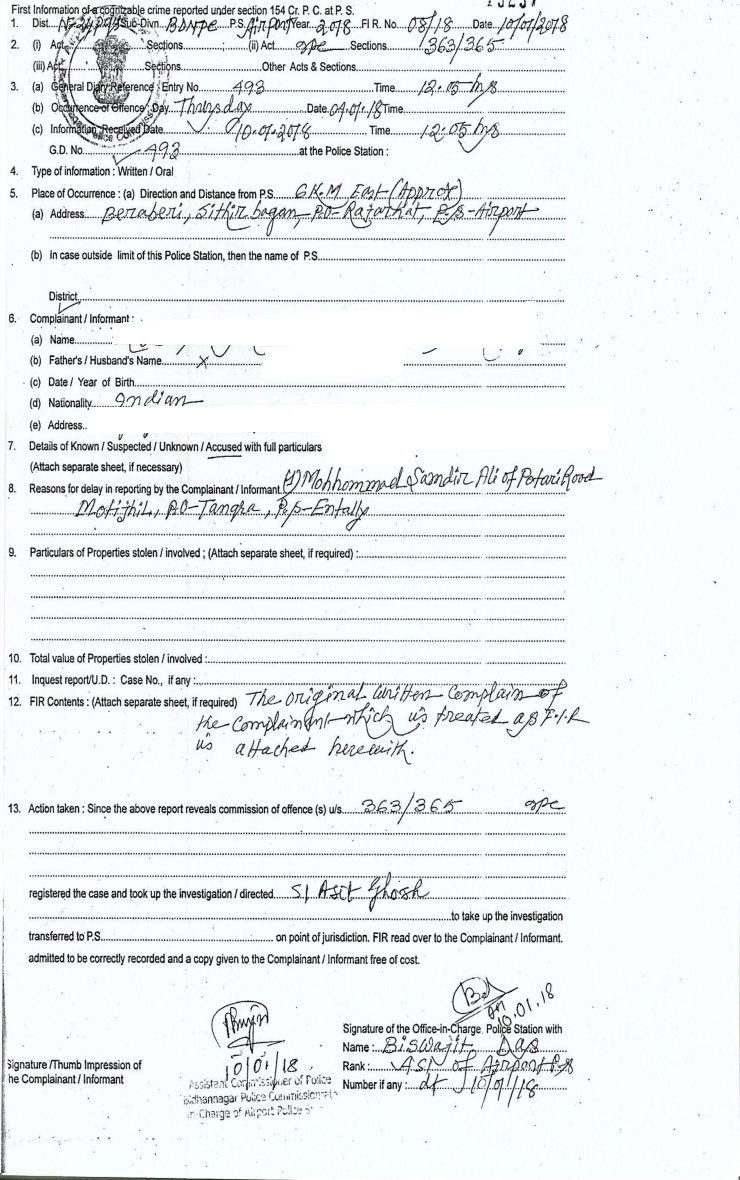 First Information of a cognizable crime reported under section 154 Cr. P. C. at P. S.
1. Dist. Sub-Divn. BDNPC P.S. Airport Year 2018 FIR. No. 08/18 Date. 10/01/2018
2. (i) Act Sections (ii) Act IPC Sections 363/365
(iii) Act Sections Other Acts & Sections
3. (a) General Diary Reference : Entry No 493 Time 12.05 hrs
(b) Occurrence of Offence : Day Thursday Date 04.01.18 Time
(c) Information Received Date 10.01.2018 Time 12:05 hrs
G.D. No. 493 at the Police Station :
4. Type of information : Written / Oral
5. Place of Occurrence : (a) Direction and Distance from P.S. 6 K.M East (Approx)
(a) Address Beraberi, Sithir bagan, P.O- Rajarhat, P/S-Airport
(b) In case outside limit of this Police Station, then the name of P.S
District
6. Complainant / Informant :
(a) Name
(b) Father's / Husband's Name x
(c) Date / Year of Birth
(d) Nationality Indian
(e) Address..
7. Details of Known / Suspected / Unknown / Accused with full particulars
(Attach separate sheet, if necessary)
8. Reasons for delay in reporting by the Complainant / Informant Mohhommad Samdir Ali of Potari Road
Motijhil, P.O-Tangra, P/s-Entally
9. Particulars of Properties stolen / involved ; (Attach separate sheet, if required) :
10. Total value of Properties stolen / involved :
11. Inquest report/U.D. : Case No., if any :
12. FIR Contents : (Attach separate sheet, if required) The original written Complain of
the complainant which is treated as F.I.R
is attached herewith.
13. Action taken : Since the above report reveals commission of offence (s) u/s 363/365 IPC
registered the case and took up the investigation / directed SI Asit Ghosh
to take up the investigation
transferred to P.S on point of jurisdiction. FIR read over to the Complainant / Informant.
admitted to be correctly recorded and a copy given to the Complainant / Informant free of cost.
10.01.18
Signature of the Office-in-Charge, Police Station with
Name : Biswajit Das
Signature /Thumb Impression of
he Complainant / Informant
10/01/18
Assistant Commissioner of Police
Bidhannagar Police Commissionerate
In-Charge of Airport Police
Rank : ASI of Airport P.S
Number if any : dt 10/01/18